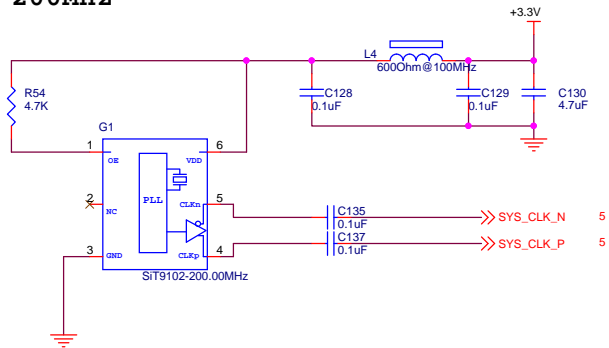 200MHz
+3.3V
L4
600Ohm@100MHz
R54
4.7K
C128
0.1uF
C129
0.1uF
C130
4.7uF
G1
1
OE
VDD
6
2
NC
PLL
CLKn
5
3
GND
CLKp
4
SiT9102-200.00MHz
C135
0.1uF
SYS_CLK_N 5
C137
0.1uF
SYS_CLK_P 5